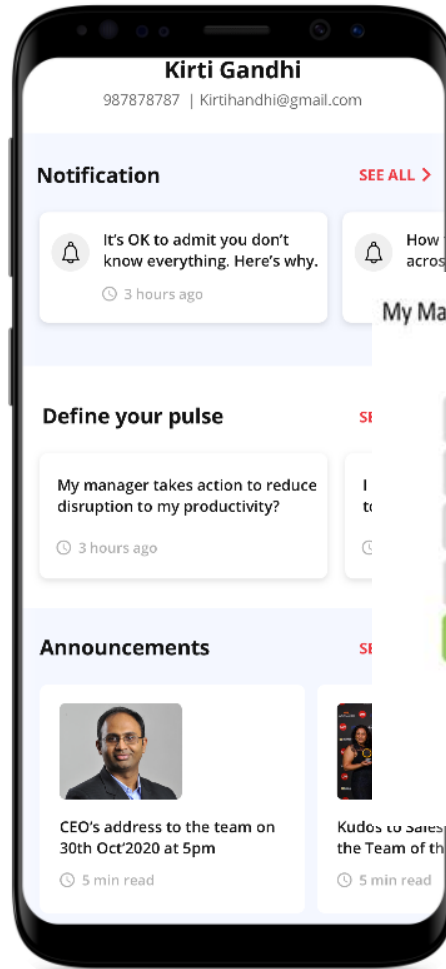 Kirti Gandhi
987878787 | Kirtihandhi@gmail.com
Notification
SEE ALL >
It's OK to admit you don't
know everything. Here's why.
3 hours ago
How
My Ma
Define your pulse
My manager takes action to reduce
disruption to my productivity?
3 hours ago
I
Announcements
CEO's address to the team on
30th Oct'2020 at 5pm
5 min read
Kudos to Sales
the Team of th
5 min read